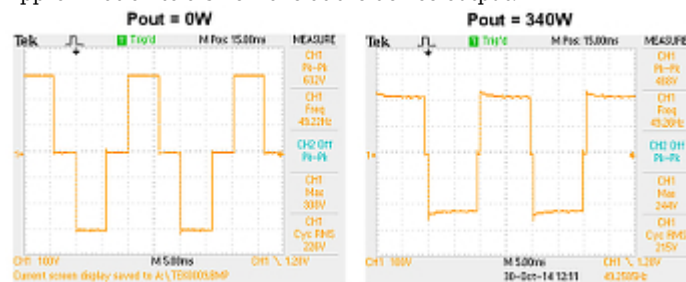 Pout = 0W
Tek
Trig'd
M Pos: 15.00ms
MEASURE
CH1
Pk-Pk
632V
CH1
Freq
49.22Hz
CH2 Off
Pk-Pk
CH1
Max
CH1
Cyc RMS
226V
CH1 100V
M 5.00ms
CH1 1.20V
Current screen display saved to A:\TEK0009.BMP
Pout = 340W
Tek
Trig'd
M Pos: 15.00ms
MEASURE
CH1
Pk-Pk
488V
CH1
Freq
49.26Hz
CH2 Off
Pk-Pk
CH1
Max
244V
CH1
Cyc RMS
215V
CH1 100V
M 5.00ms
CH1 1.20V
30-Oct-14 12:11